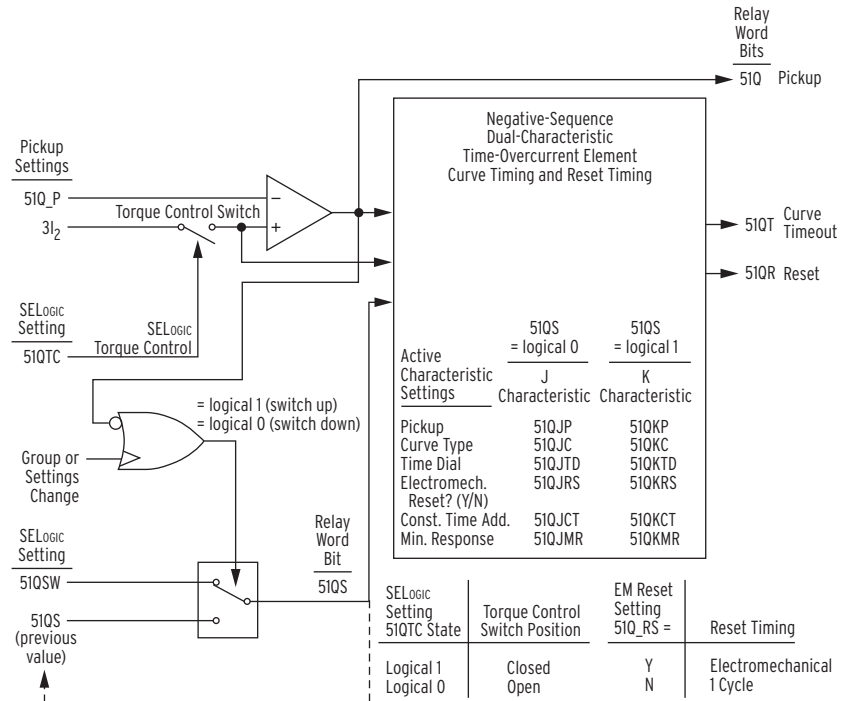 Relay
Word
Bits
51Q Pickup
Negative-Sequence
Dual-Characteristic
Time-Overcurrent Element
Curve Timing and Reset Timing
Pickup
Settings
51Q_P
3I2
Torque Control Switch
−
+
51QT Curve
Timeout
51QR Reset
SELOGIC
Setting
51QTC
SELOGIC
Torque Control
Active
Characteristic
Settings
51QS
= logical 0
J
Characteristic
51QS
= logical 1
K
Characteristic
Pickup 51QJP 51QKP
Curve Type 51QJC 51QKC
Time Dial 51QJTD 51QKTD
Electromech. 51QJRS 51QKRS
Reset? (Y/N)
Const. Time Add. 51QJCT 51QKCT
Min. Response 51QJMR 51QKMR
= logical 1 (switch up)
= logical 0 (switch down)
Group or
Settings
Change
SELOGIC
Setting
51QSW
51QS
(previous
value)
Relay
Word
Bit
51QS
SELOGIC
Setting
51QTC State
Torque Control
Switch Position
Logical 1 Closed
Logical 0 Open
EM Reset
Setting
51Q_RS =
Reset Timing
Y Electromechanical
N 1 Cycle